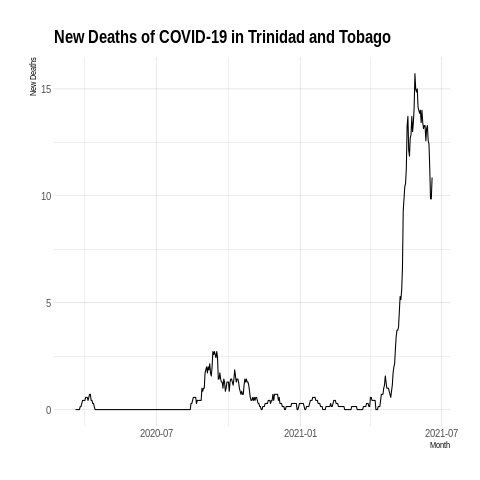 New Deaths of COVID-19 in Trinidad and Tobago
New Deaths
15
10
5
0
2020-07
2021-01
2021-07
Month